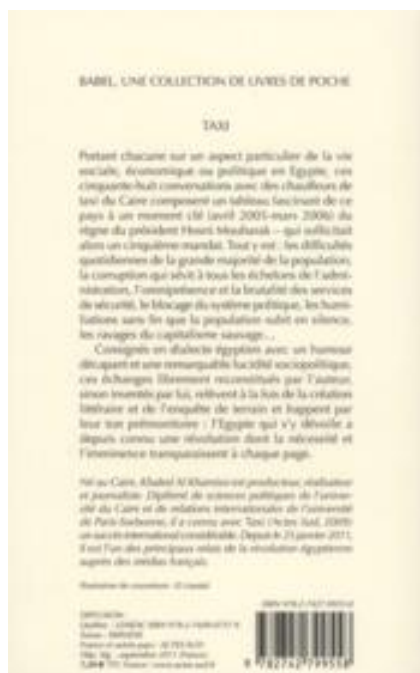 BABEL, UNE COLLECTION DE LIVRES DE POCHE
TAXI
Portant chacune sur un aspect particulier de la vie
sociale, économique ou politique en Egypte, ces
cinquante-huit conversations avec des chauffeurs de
taxi du Caire composent un tableau fascinant de ce
pays à un moment clé (avril 2005-mars 2006) du
règne du président Hosni Moubarak – qui sollicitait
alors un cinquième mandat. Tout y est : les difficultés
quotidiennes de la grande majorité de la population,
la corruption qui sévit à tous les échelons de l'admi-
nistration, l'omniprésence et la brutalité des services
de sécurité, le blocage du système politique, les humi-
liations sans fin que la population subit en silence,
les ravages du capitalisme sauvage…
Consignés en dialecte égyptien avec un humour
décapant et une remarquable lucidité sociopolitique,
ces échanges librement reconstitués par l'auteur,
sinon inventés par lui, relèvent à la fois de la création
littéraire et de l'enquête de terrain et frappent par
leur ton prémonitoire : l'Egypte qui s'y dévoile a
depuis connu une révolution dont la nécessité et
l'imminence transparaissent à chaque page.
Né au Caire, Khaled Al Khamissi est producteur, réalisateur
et journaliste. Diplômé de sciences politiques de l'univer-
sité du Caire et de relations internationales de l'université
de Paris-Sorbonne, il a connu avec Taxi (Actes Sud, 2009)
un succès international considérable. Depuis le 25 janvier 2011,
il est l'un des principaux relais de la révolution égyptienne
auprès des médias français.
Illustration de couverture :
9 782742 799558